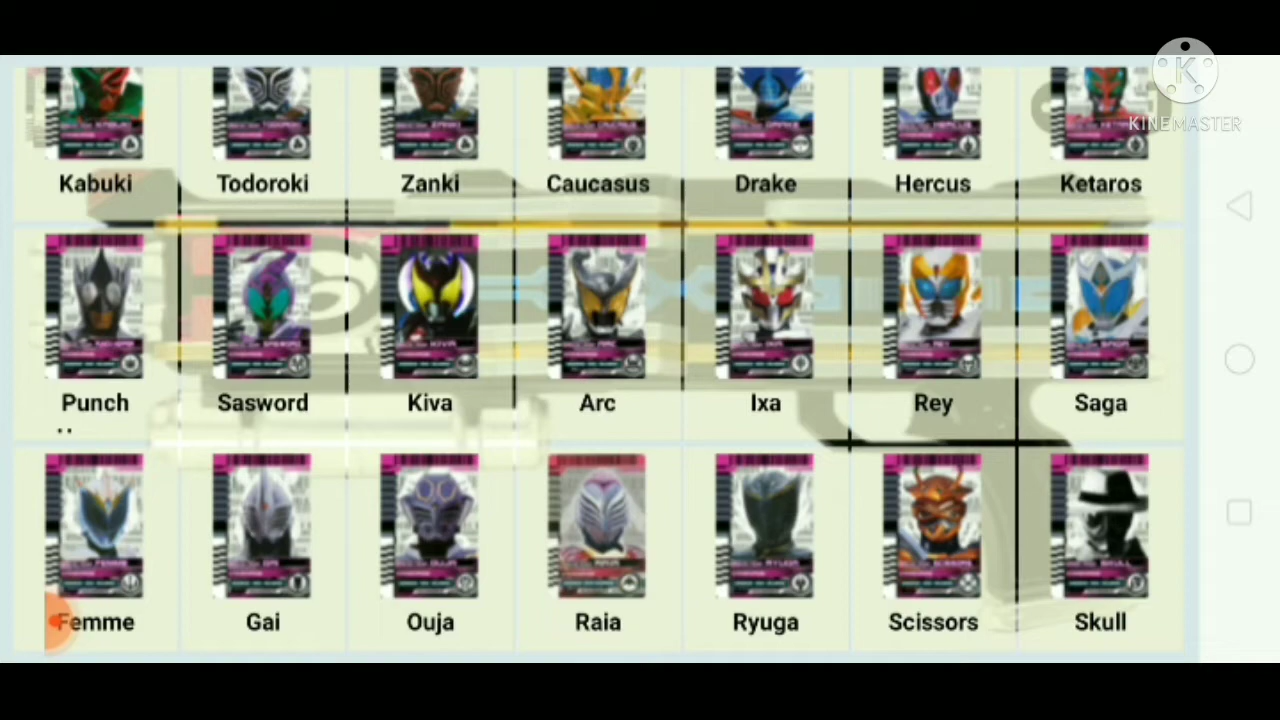 KINEMASTER
Kabuki Todoroki Zanki Caucasus Drake Hercus Ketaros
Punch Sasword Kiva Arc Ixa Rey Saga
..
Femme Gai Ouja Raia Ryuga Scissors Skull